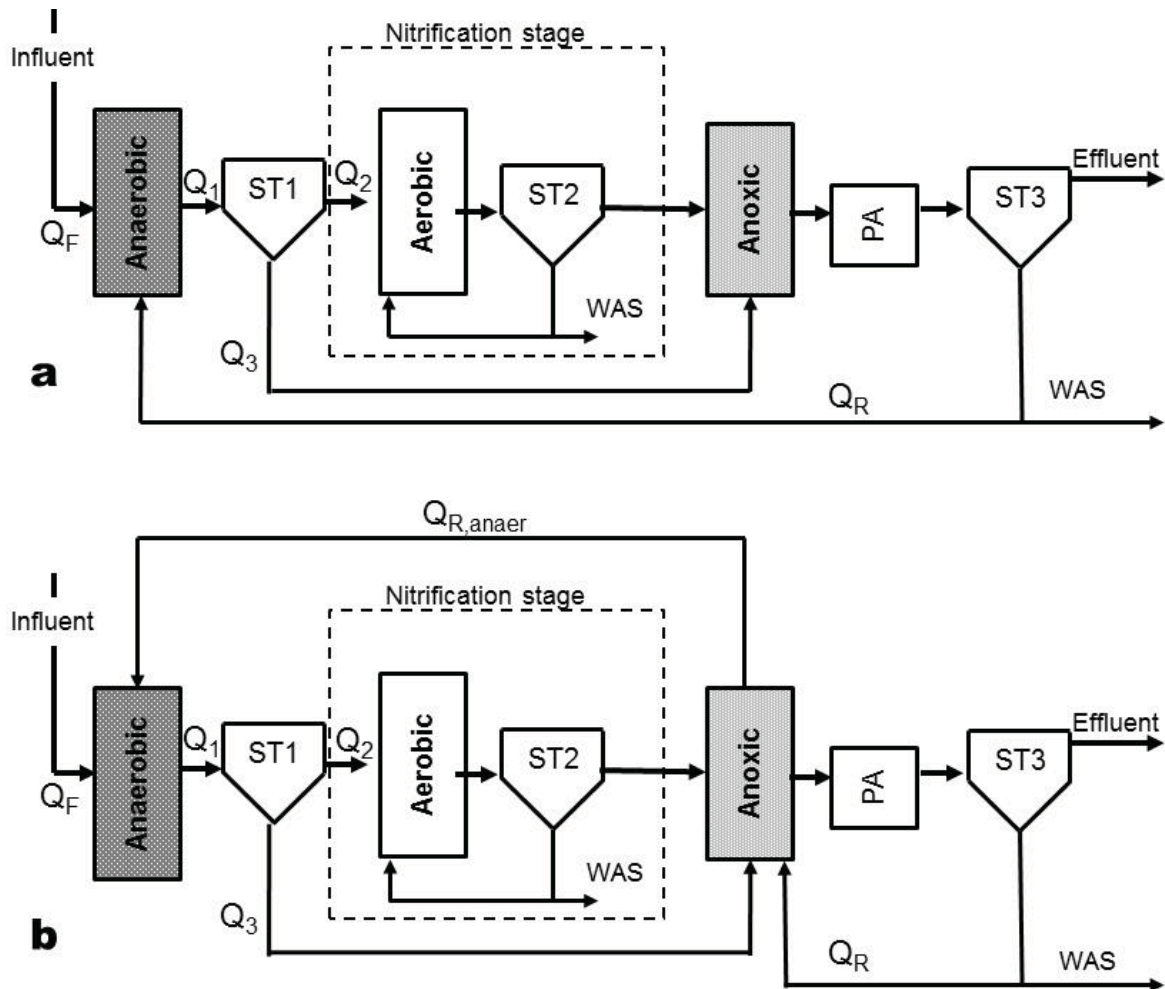 Influent
Nitrification stage
Anaerobic
Q1
ST1
Q2
Aerobic
ST2
Anoxic
PA
ST3
Effluent
QF
WAS
Q3
a
QR
WAS
QR,anaer
Influent
Nitrification stage
Anaerobic
Q1
ST1
Q2
Aerobic
ST2
Anoxic
PA
ST3
Effluent
QF
WAS
Q3
b
QR
WAS